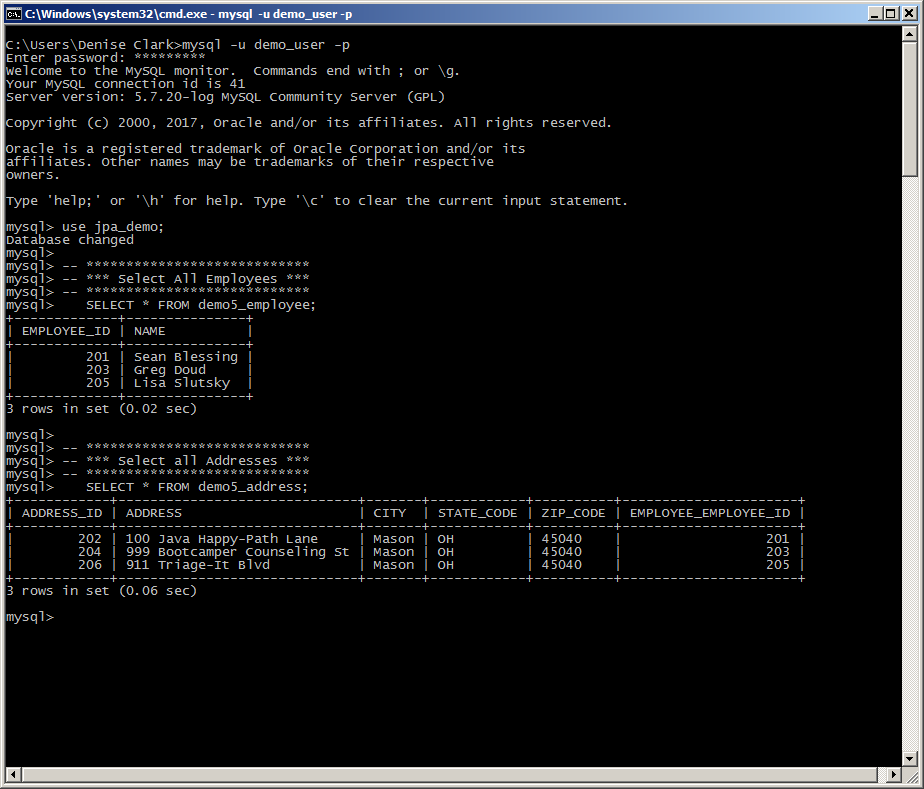 C:\Windows\system32\cmd.exe - mysql -u demo_user -p
C:\Users\Denise Clark>mysql -u demo_user -p
Enter password: *********
Welcome to the MySQL monitor.  Commands end with ; or \g.
Your MySQL connection id is 41
Server version: 5.7.20-log MySQL Community Server (GPL)
Copyright (c) 2000, 2017, Oracle and/or its affiliates. All rights reserved.
Oracle is a registered trademark of Oracle Corporation and/or its
affiliates. Other names may be trademarks of their respective
owners.
Type 'help;' or '\h' for help. Type '\c' to clear the current input statement.
mysql> use jpa_demo;
Database changed
mysql>
mysql> -- ****************************
mysql> -- *** Select All Employees ***
mysql> -- ****************************
mysql>    SELECT * FROM demo5_employee;
+-------------+---------------+
| EMPLOYEE_ID | NAME          |
+-------------+---------------+
|         201 | Sean Blessing |
|         203 | Greg Doud     |
|         205 | Lisa Slutsky  |
+-------------+---------------+
3 rows in set (0.02 sec)
mysql>
mysql> -- ****************************
mysql> -- *** Select all Addresses ***
mysql> -- ****************************
mysql>    SELECT * FROM demo5_address;
+------------+------------------------------+-------+------------+----------+----------------------+
| ADDRESS_ID | ADDRESS                      | CITY  | STATE_CODE | ZIP_CODE | EMPLOYEE_EMPLOYEE_ID |
+------------+------------------------------+-------+------------+----------+----------------------+
|        202 | 100 Java Happy-Path Lane     | Mason | OH         | 45040    |                  201 |
|        204 | 999 Bootcamper Counseling St | Mason | OH         | 45040    |                  203 |
|        206 | 911 Triage-It Blvd           | Mason | OH         | 45040    |                  205 |
+------------+------------------------------+-------+------------+----------+----------------------+
3 rows in set (0.06 sec)
mysql>